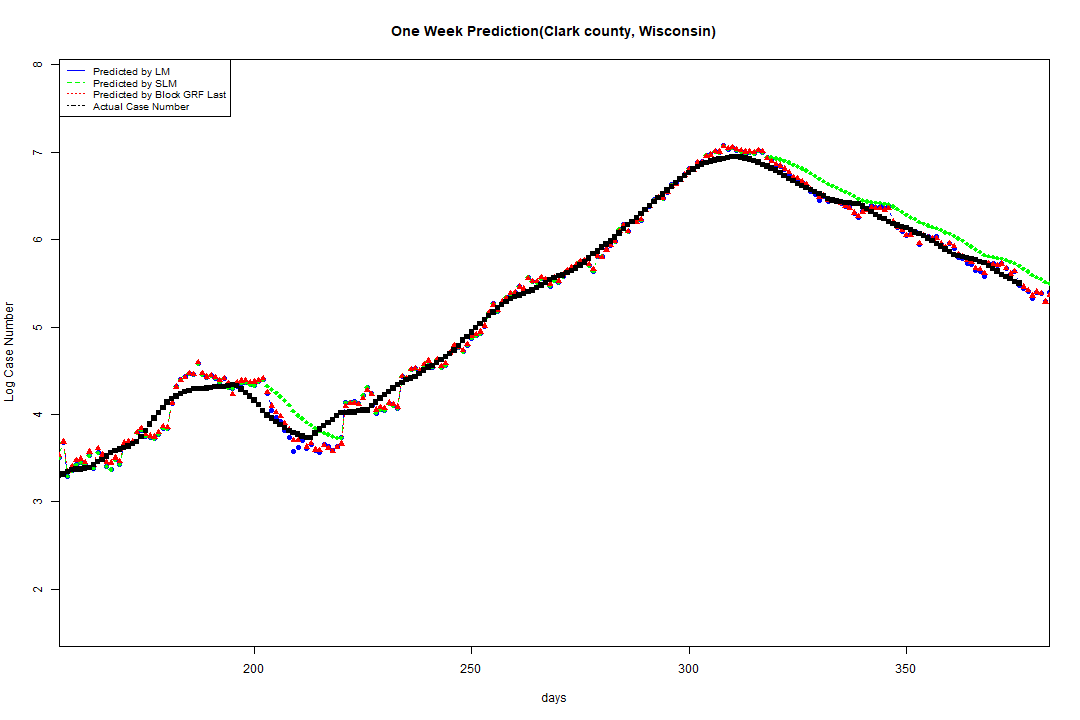 One Week Prediction(Clark county, Wisconsin)
Predicted by LM
Predicted by SLM
Predicted by Block GRF Last
Actual Case Number
8
7
6
5
4
3
2
Log Case Number
200 250 300 350
days